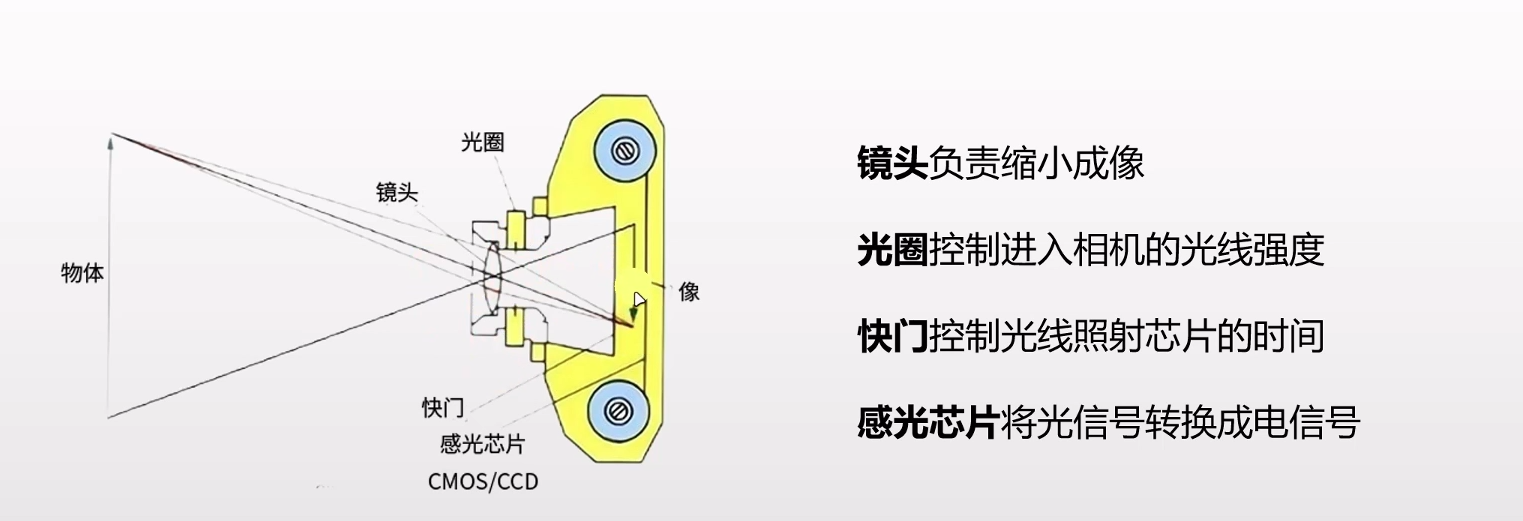 光圈
镜头
物体
像
快门
感光芯片
CMOS/CCD
镜头负责缩小成像
光圈控制进入相机的光线强度
快门控制光线照射芯片的时间
感光芯片将光信号转换成电信号